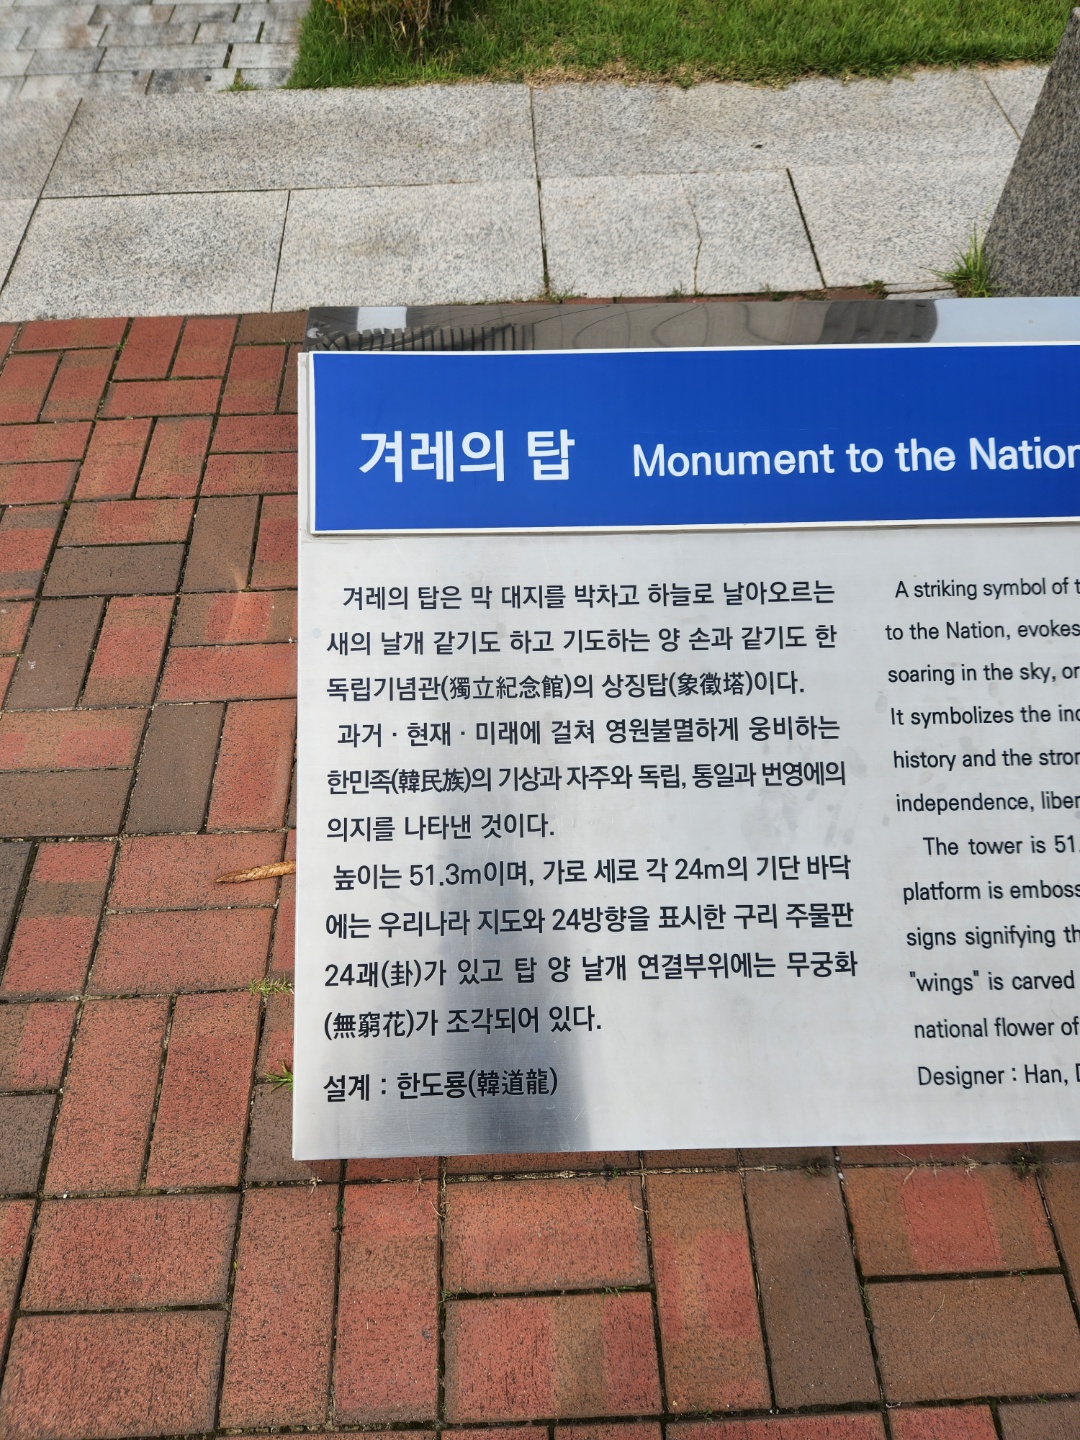 겨레의 탑 Monument to the Nation
겨레의 탑은 막 대지를 박차고 하늘로 날아오르는
새의 날개 같기도 하고 기도하는 양 손과 같기도 한
독립기념관(獨立紀念館)의 상징탑(象徵塔)이다.
과거 · 현재 · 미래에 걸쳐 영원불멸하게 웅비하는
한민족(韓民族)의 기상과 자주와 독립, 통일과 번영에의
의지를 나타낸 것이다.
높이는 51.3m이며, 가로 세로 각 24m의 기단 바닥
에는 우리나라 지도와 24방향을 표시한 구리 주물판
24괘(卦)가 있고 탑 양 날개 연결부위에는 무궁화
(無窮花)가 조각되어 있다.
설계 : 한도룡(韓道龍)
A striking symbol of
to the Nation, evokes
soaring in the sky, or
It symbolizes the
history and the
independence,
The tower is 51.
platform is
signs signifying
"wings" is carved
national flower of
Designer : Han,